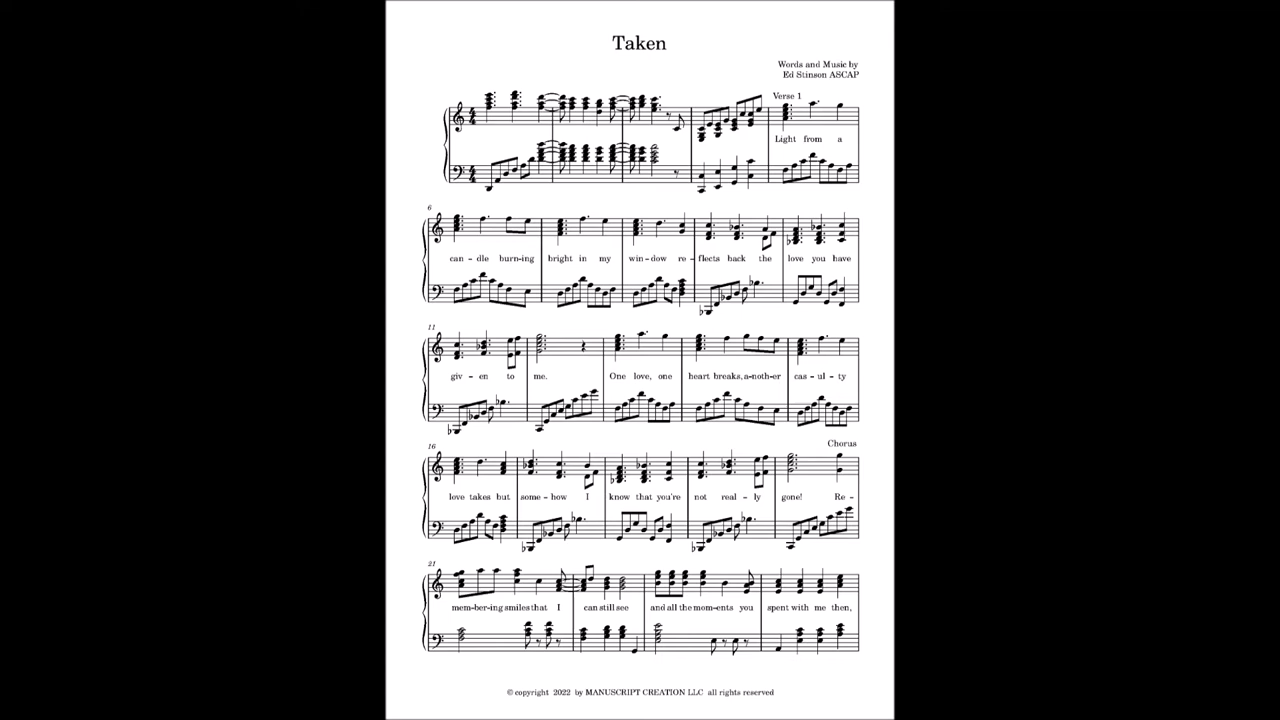 Taken
Words and Music by
Ed Stinson ASCAP
Verse 1
Light from a
6
can - dle burn-ing bright in my win-dow re - flects back the love you have
11
giv - en to me. One love, one heart breaks, a-noth-er cas - ul - ty
16
Chorus
love takes but some - how I know that you're not real - ly gone! Re -
21
mem-ber-ing smiles that I can still see and all the mom-ents you spent with me then,
© copyright 2022 by MANUSCRIPT CREATION LLC all rights reserved